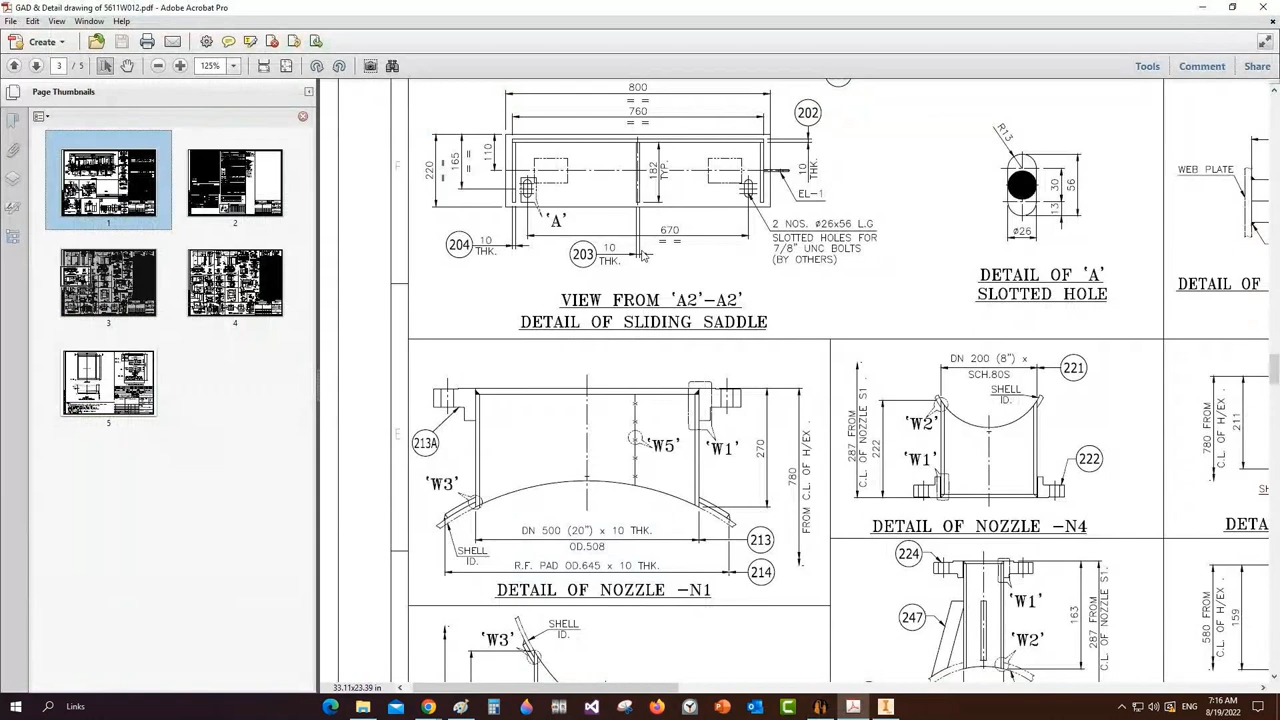 GAD & Detail drawing of 5611W012.pdf - Adobe Acrobat Pro
File Edit View Window Help
Create
3 / 5
125%
Tools
Comment
Share
Page Thumbnails
1
2
3
4
5
800
= =
760
= =
202
220
=
=
165
=
110
182
TYP.
10
THK.
EL-1
'A'
670
= =
204
10
THK.
203
10
THK.
2 NOS. ø26x56 L.G
SLOTTED HOLES FOR
7/8" UNC BOLTS
(BY OTHERS)
VIEW FROM 'A2'-A2'
DETAIL OF SLIDING SADDLE
R13
30
56
13
ø26
DETAIL OF 'A'
SLOTTED HOLE
WEB PLATE
DETAIL OF
213A
'W5'
'W1'
'W3'
270
780
FROM C.L. OF H/EX .
DN 500 (20") x 10 THK.
OD.508
213
SHELL
ID.
R.F. PAD OD.645 x 10 THK.
214
DETAIL OF NOZZLE -N1
DN 200 (8") x
SCH.80S
221
SHELL
ID.
'W2'
'W1'
287 FROM
C.L. OF NOZZLE S1 .
222
222
DETAIL OF NOZZLE -N4
780 FROM
C.L. OF H/EX .
211
DETA
'W3'
SHELL
ID.
224
'W1'
247
'W2'
163
287 FROM
C.L. OF NOZZLE S1.
580 FROM
C.L. OF H/EX .
159
33.11x23.39 in
Links
7:16 AM
8/19/2022